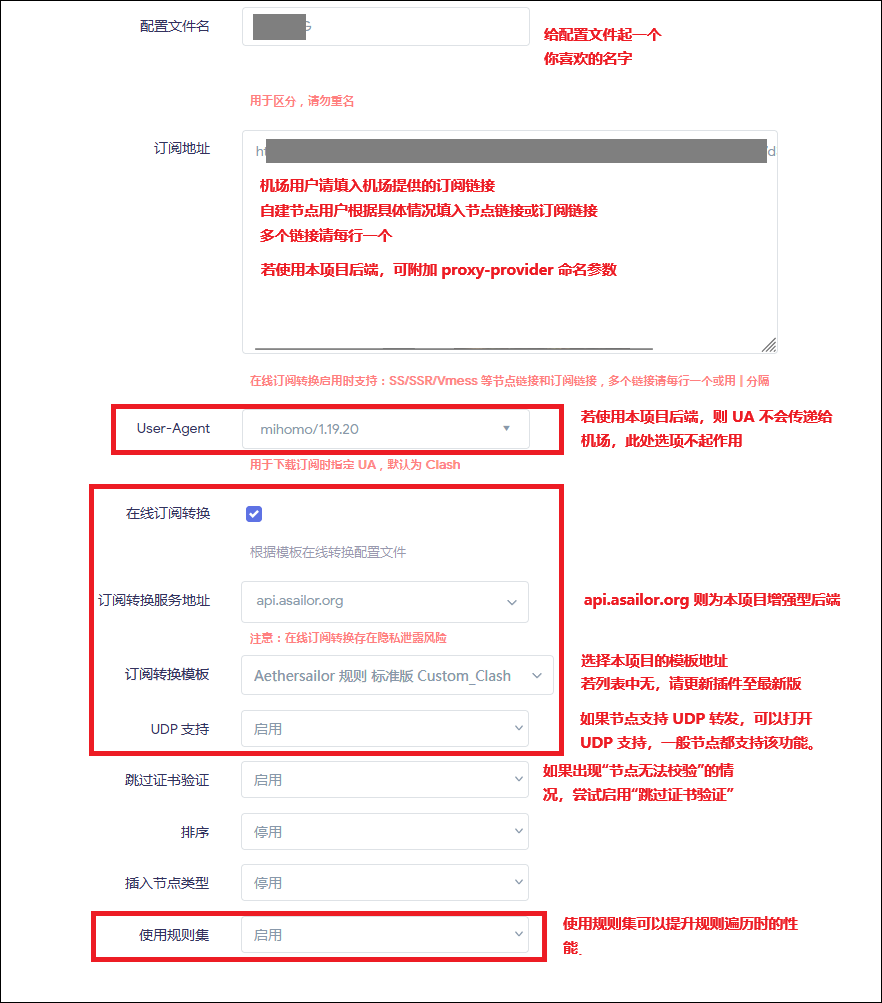 配置文件名
G
给配置文件起一个
你喜欢的名字
用于区分，请勿重名
订阅地址
ht
d
机场用户请填入机场提供的订阅链接
自建节点用户根据具体情况填入节点链接或订阅链接
多个链接请每行一个
若使用本项目后端，可附加 proxy-provider 命名参数
在线订阅转换启用时支持：SS/SSR/Vmess 等节点链接和订阅链接，多个链接请每行一个或用 | 分隔
User-Agent
mihomo/1.19.20
若使用本项目后端，则 UA 不会传递给
机场，此处选项不起作用
用于下载订阅时指定 UA，默认为 Clash
在线订阅转换
根据模板在线转换配置文件
订阅转换服务地址
api.asailor.org
api.asailor.org 则为本项目增强型后端
注意：在线订阅转换存在隐私泄露风险
订阅转换模板
Aethersailor 规则 标准版 Custom_Clash
选择本项目的模板地址
若列表中无，请更新插件至最新版
UDP 支持
启用
如果节点支持 UDP 转发，可以打开
UDP 支持，一般节点都支持该功能。
跳过证书验证
启用
如果出现“节点无法校验”的情
况，尝试启用“跳过证书验证”
排序
停用
插入节点类型
停用
使用规则集
启用
使用规则集可以提升规则遍历时的性
能.